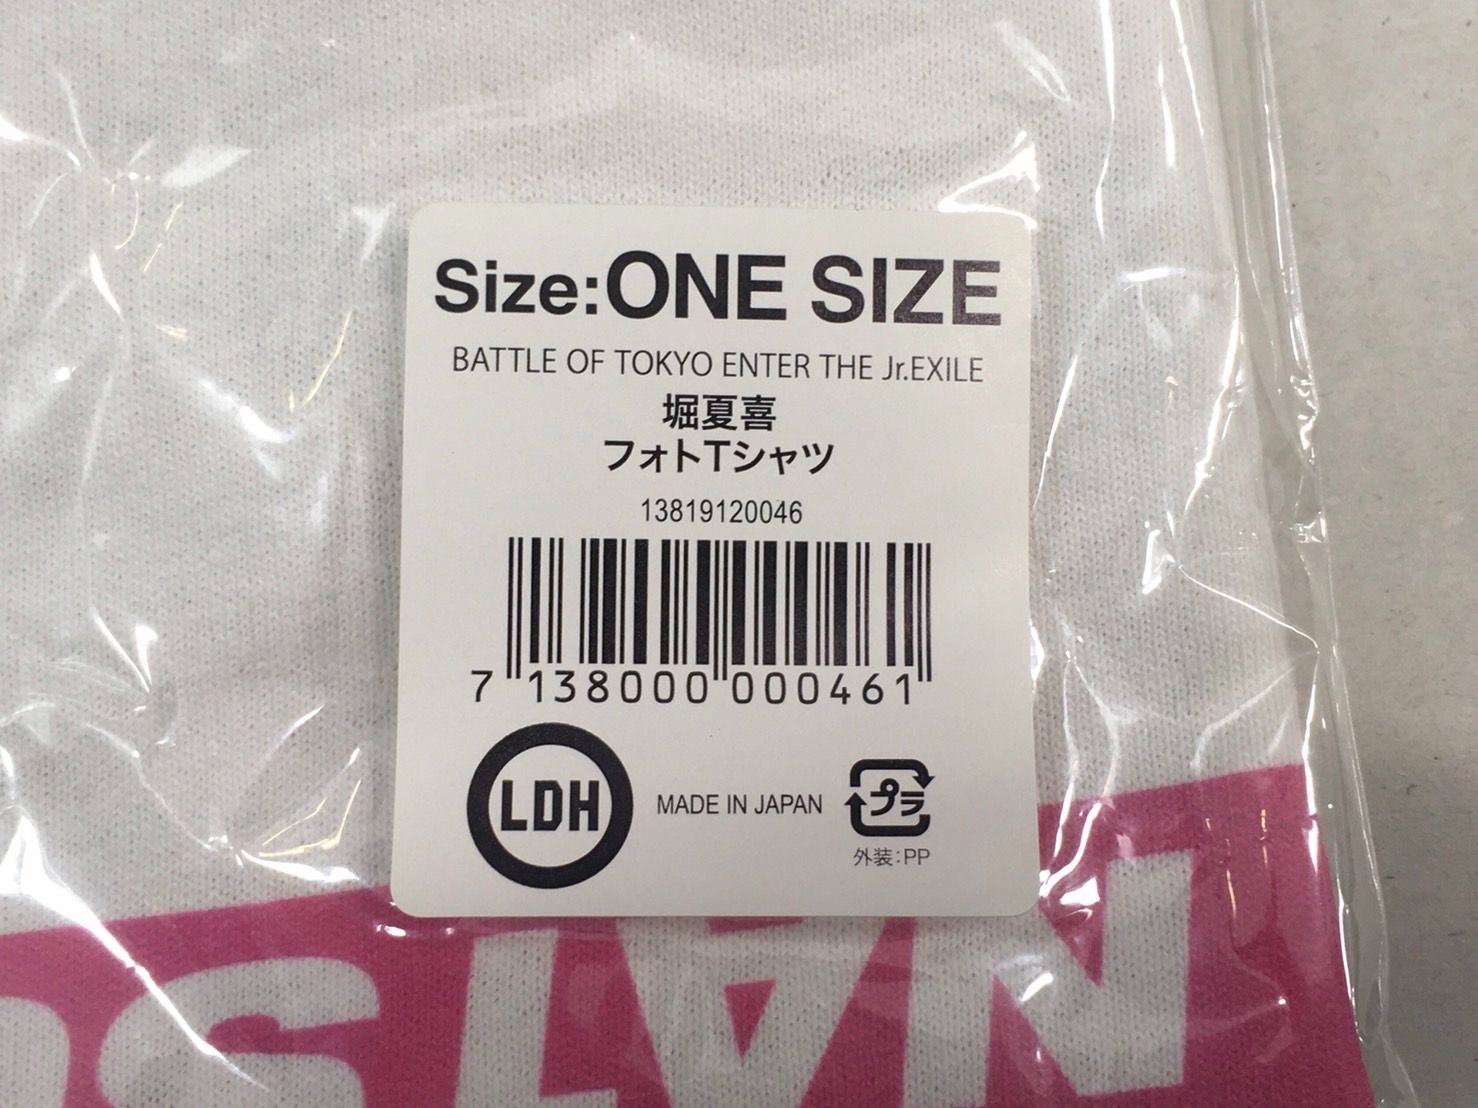 Size:ONE SIZE
BATTLE OF TOKYO ENTER THE Jr.EXILE
堀夏喜
フォトTシャツ
13819120046
7 138000 000461
LDH
MADE IN JAPAN
プラ
外装:PP
NATSU